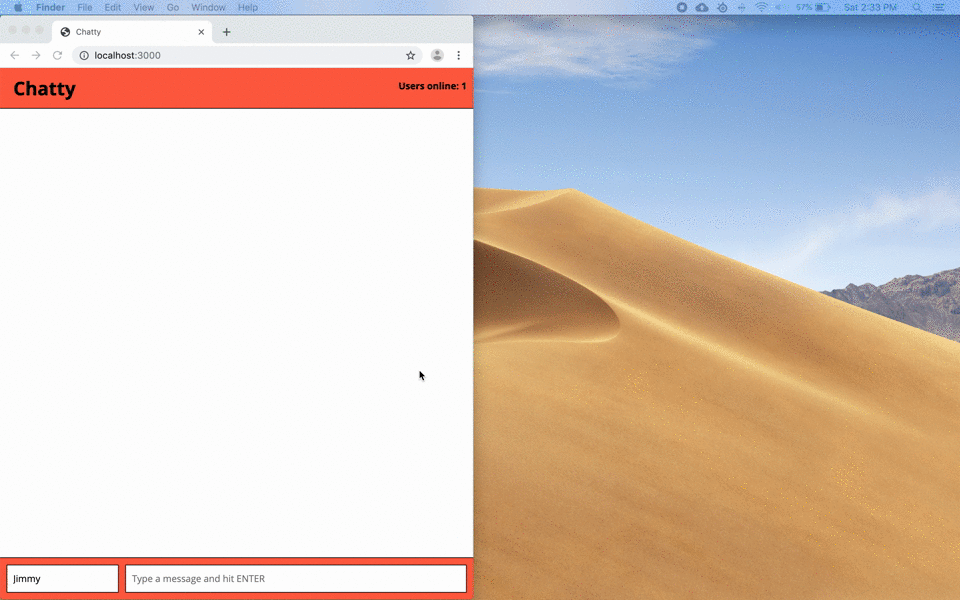 Finder File Edit View Go Window Help 57% Sat 2:33 PM
Chatty
localhost:3000
Chatty
Users online: 1
Jimmy
Type a message and hit ENTER